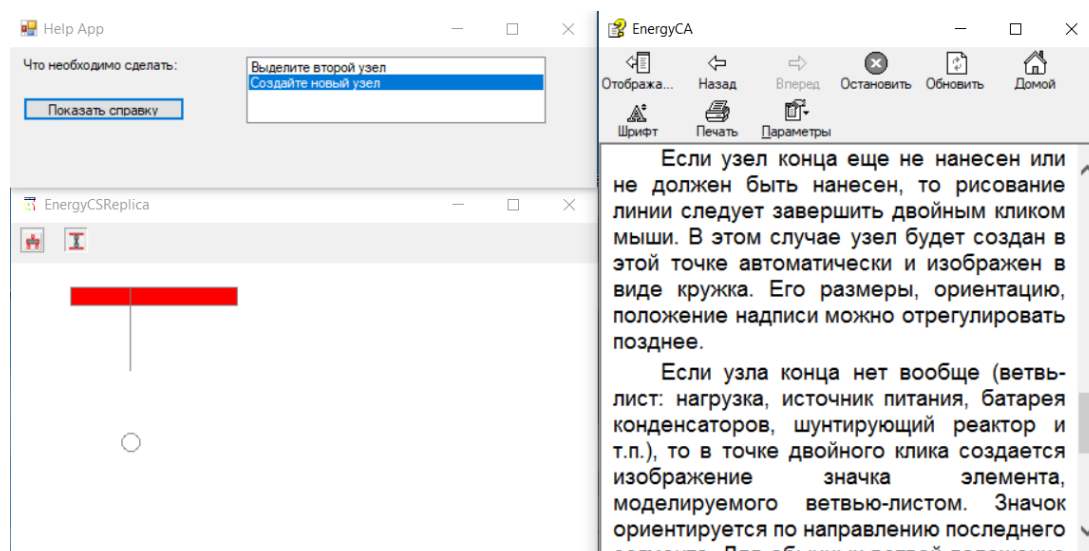 Help App
Что необходимо сделать:
Показать справку
Выделите второй узел
Создайте новый узел
EnergyCSReplica
EnergyCA
Отобража... Назад Вперед Остановить Обновить Домой
Шрифт Печать Параметры
Если узел конца еще не нанесен или
не должен быть нанесен, то рисование
линии следует завершить двойным кликом
мыши. В этом случае узел будет создан в
этой точке автоматически и изображен в
виде кружка. Его размеры, ориентацию,
положение надписи можно отрегулировать
позднее.
Если узла конца нет вообще (ветвь-
лист: нагрузка, источник питания, батарея
конденсаторов, шунтирующий реактор и
т.п.), то в точке двойного клика создается
изображение значка элемента,
моделируемого ветвью-листом. Значок
ориентируется по направлению последнего